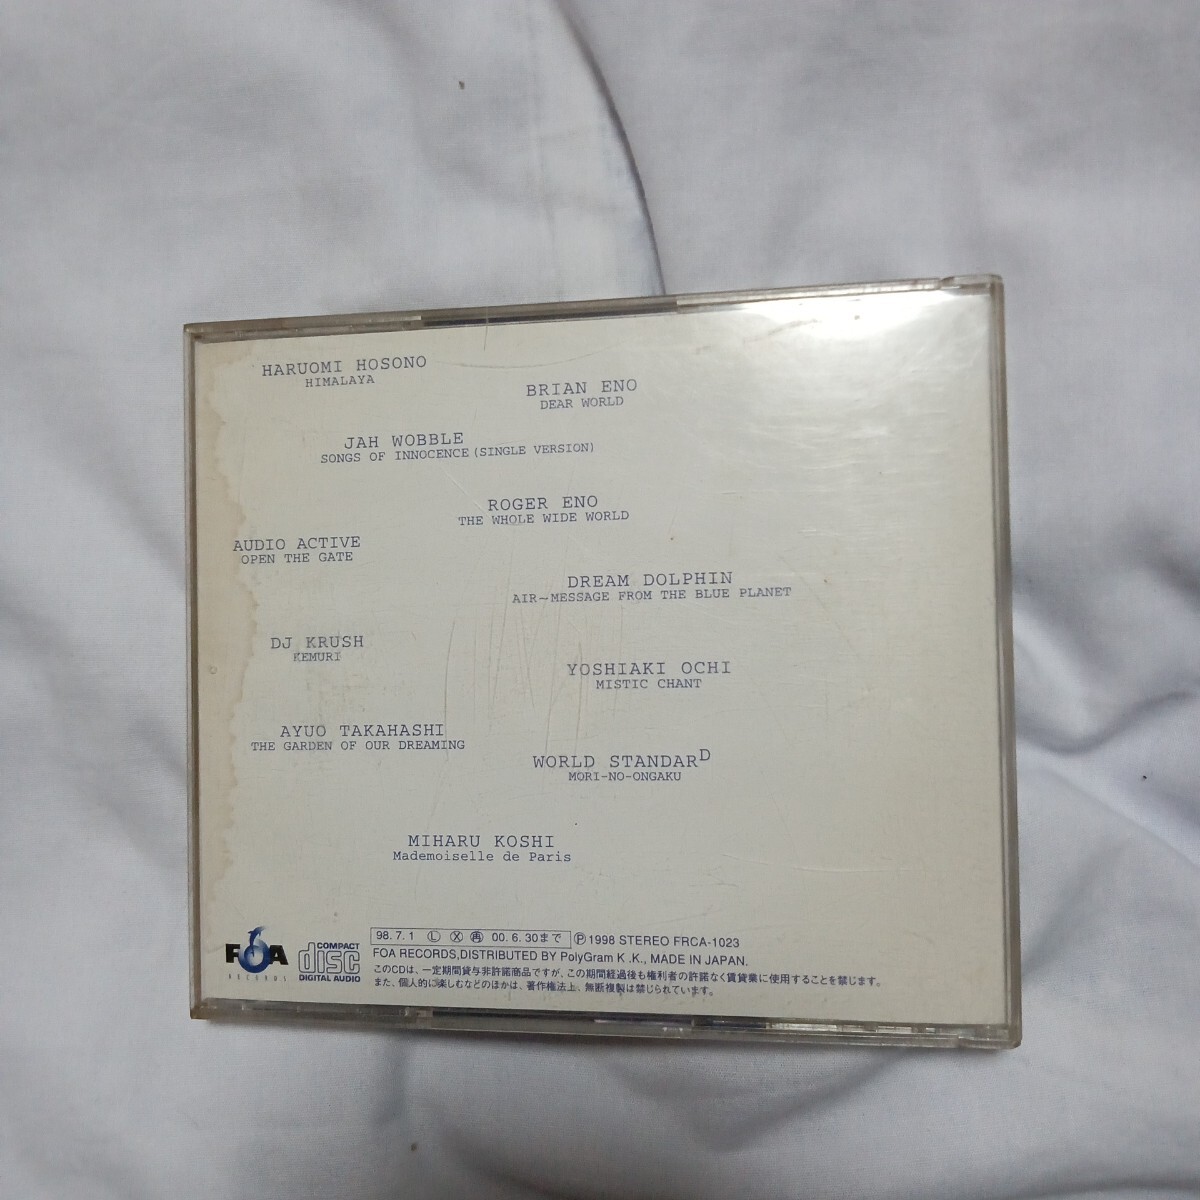 HARUOMI HOSONO
HIMALAYA
BRIAN ENO
DEAR WORLD
JAH WOBBLE
SONGS OF INNOCENCE (SINGLE VERSION)
ROGER ENO
THE WHOLE WIDE WORLD
AUDIO ACTIVE
OPEN THE GATE
DREAM DOLPHIN
AIR~MESSAGE FROM THE BLUE PLANET
DJ KRUSH
KEMURI
YOSHIAKI OCHI
MISTIC CHANT
AYUO TAKAHASHI
THE GARDEN OF OUR DREAMING
WORLD STANDARD
MORI-NO-ONGAKU
MIHARU KOSHI
Mademoiselle de Paris
FOA
RECORDS
COMPACT
disc
DIGITAL AUDIO
98.7.1 Ⓛ Ⓧ ㊞ 00.6.30まで Ⓟ1998 STEREO FRCA-1023
FOA RECORDS,DISTRIBUTED BY PolyGram K.K., MADE IN JAPAN.
このCDは、一定期間貸与非許諾商品ですが、この期間経過後も権利者の許諾なく賃貸業に使用することを禁じます。
また、個人的に楽しむなどのほかは、著作権法上、無断複製は禁じられています。